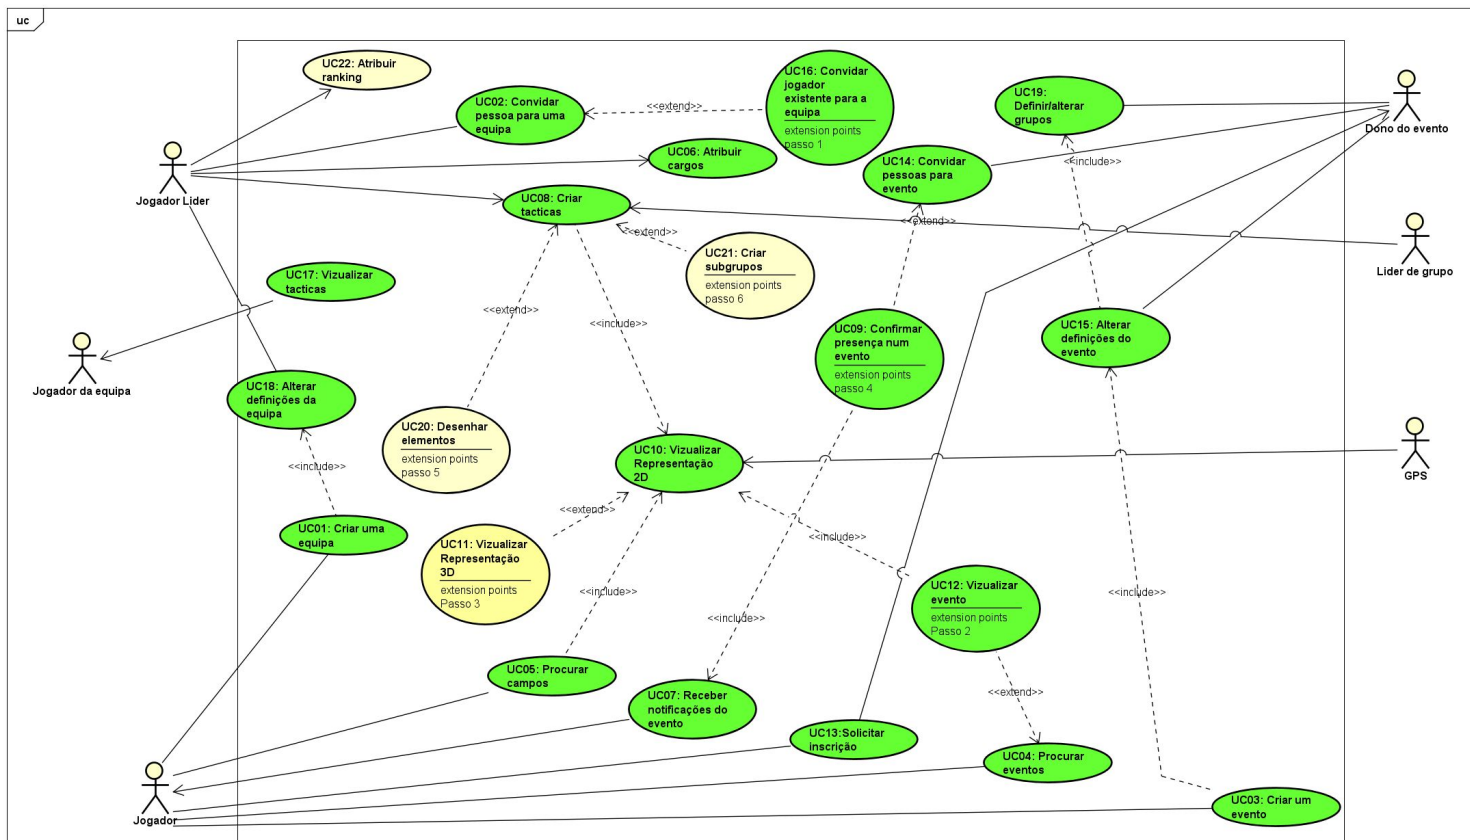 uc
UC22: Atribuir
ranking
UC02: Convidar
pessoa para uma
equipa
<<extend>>
UC16: Convidar
jogador
existente para a
equipa
extension points
passo 1
UC19:
Definir/alterar
grupos
Dono do evento
UC06: Atribuir
cargos
<<include>>
UC14: Convidar
pessoas para
evento
Jogador Lider
UC08: Criar
tacticas
<<extend>>
<<extend>>
UC21: Criar
subgrupos
extension points
passo 6
Lider de grupo
UC17: Vizualizar
tacticas
<<extend>>
<<include>>
UC09: Confirmar
presença num
evento
extension points
passo 4
UC15: Alterar
definições do
evento
Jogador da equipa
UC18: Alterar
definições da
equipa
UC20: Desenhar
elementos
extension points
passo 5
<<include>>
UC10: Vizualizar
Representação
2D
GPS
UC01: Criar uma
equipa
<<extend>>
UC11: Vizualizar
Representação
3D
extension points
Passo 3
<<include>>
<<include>>
UC12: Vizualizar
evento
extension points
Passo 2
<<include>>
<<include>>
UC05: Procurar
campos
UC07: Receber
notificações do
evento
<<extend>>
UC13:Solicitar
inscrição
UC04: Procurar
eventos
Jogador
UC03: Criar um
evento